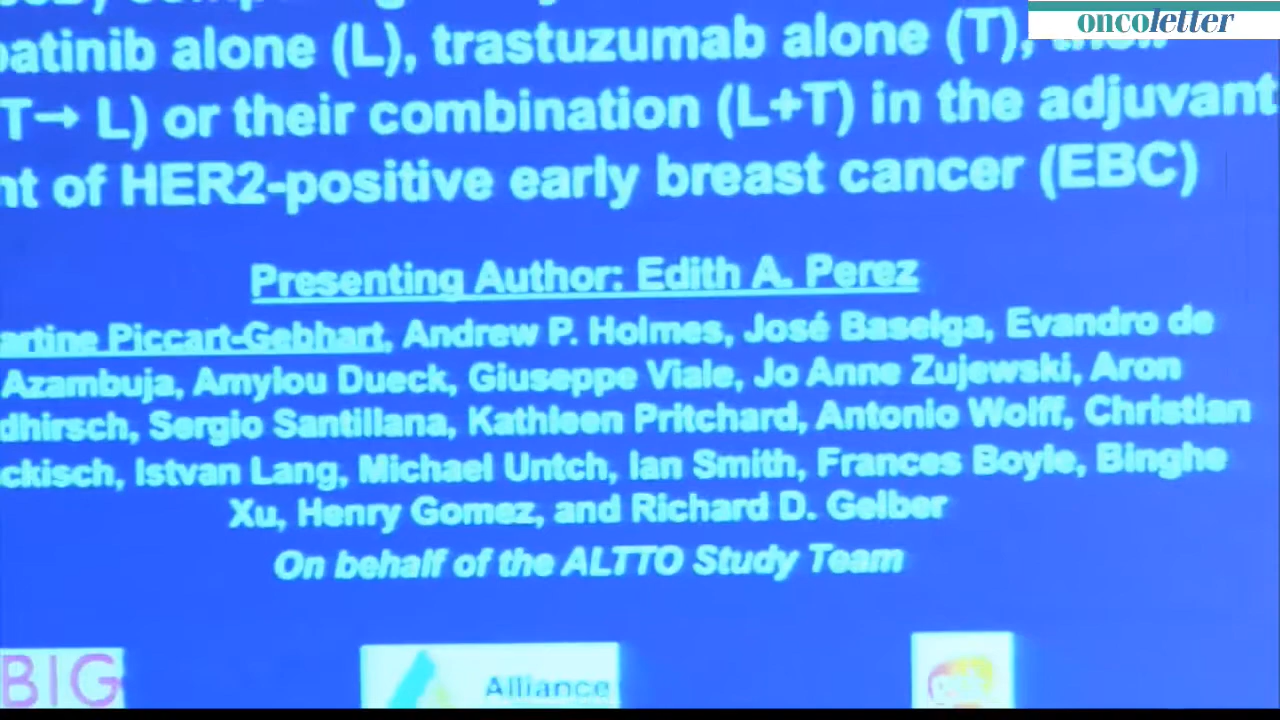 oncoletter
patinib alone (L), trastuzumab alone (T), their
T→ L) or their combination (L+T) in the adjuvant
nt of HER2-positive early breast cancer (EBC)
Presenting Author: Edith A. Perez
artine Piccart-Gebhart, Andrew P. Holmes, José Baselga, Evandro de
Azambuja, Amylou Dueck, Giuseppe Viale, Jo Anne Zujewski, Aron
dhirsch, Sergio Santillana, Kathleen Pritchard, Antonio Wolff, Christian
ckisch, Istvan Lang, Michael Untch, Ian Smith, Frances Boyle, Binghe
Xu, Henry Gomez, and Richard D. Gelber
On behalf of the ALTTO Study Team
BIG
Alliance